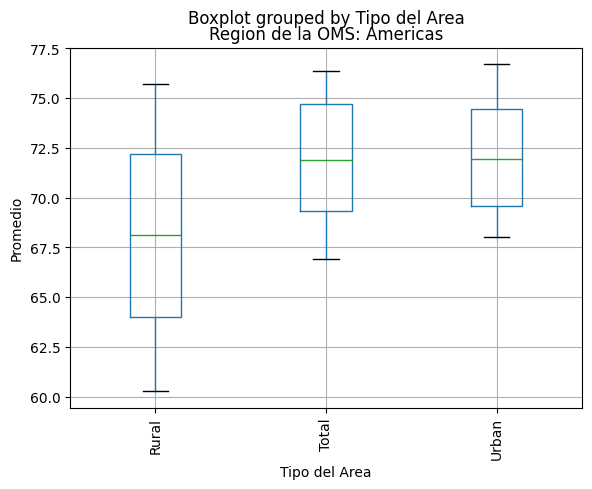 Boxplot grouped by Tipo del Area
Region de la OMS: Americas
77.5
75.0
72.5
70.0
67.5
65.0
62.5
60.0
Promedio
Rural
Total
Urban
Tipo del Area